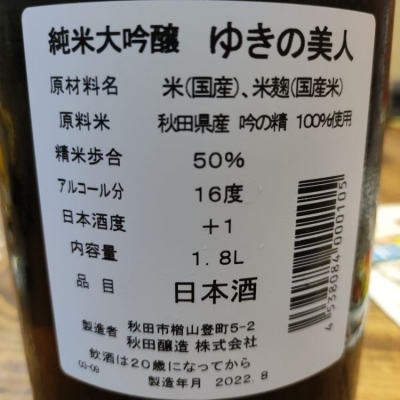 純米大吟醸 ゆきの美人
原材料名 米(国産)、米麹(国産米)
原料米 秋田県産 吟の精 100%使用
精米歩合 50%
アルコール分 16度
日本酒度 +1
内容量 1.8L
品目 日本酒
製造者 秋田市楢山登町5-2
秋田醸造 株式会社
飲酒は20歳になってから
製造年月 2022.8
4938084000105